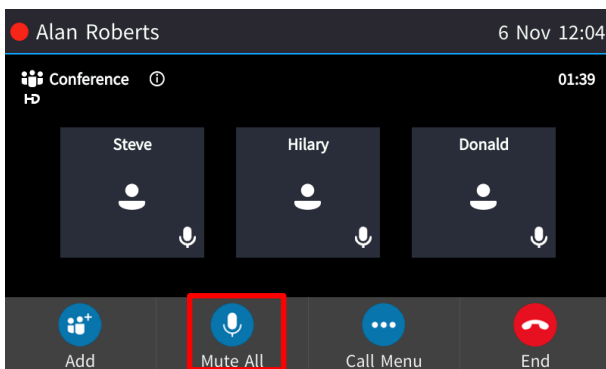 Alan Roberts 6 Nov 12:04
Conference 01:39
HD
Steve Hilary Donald
Add Mute All Call Menu End